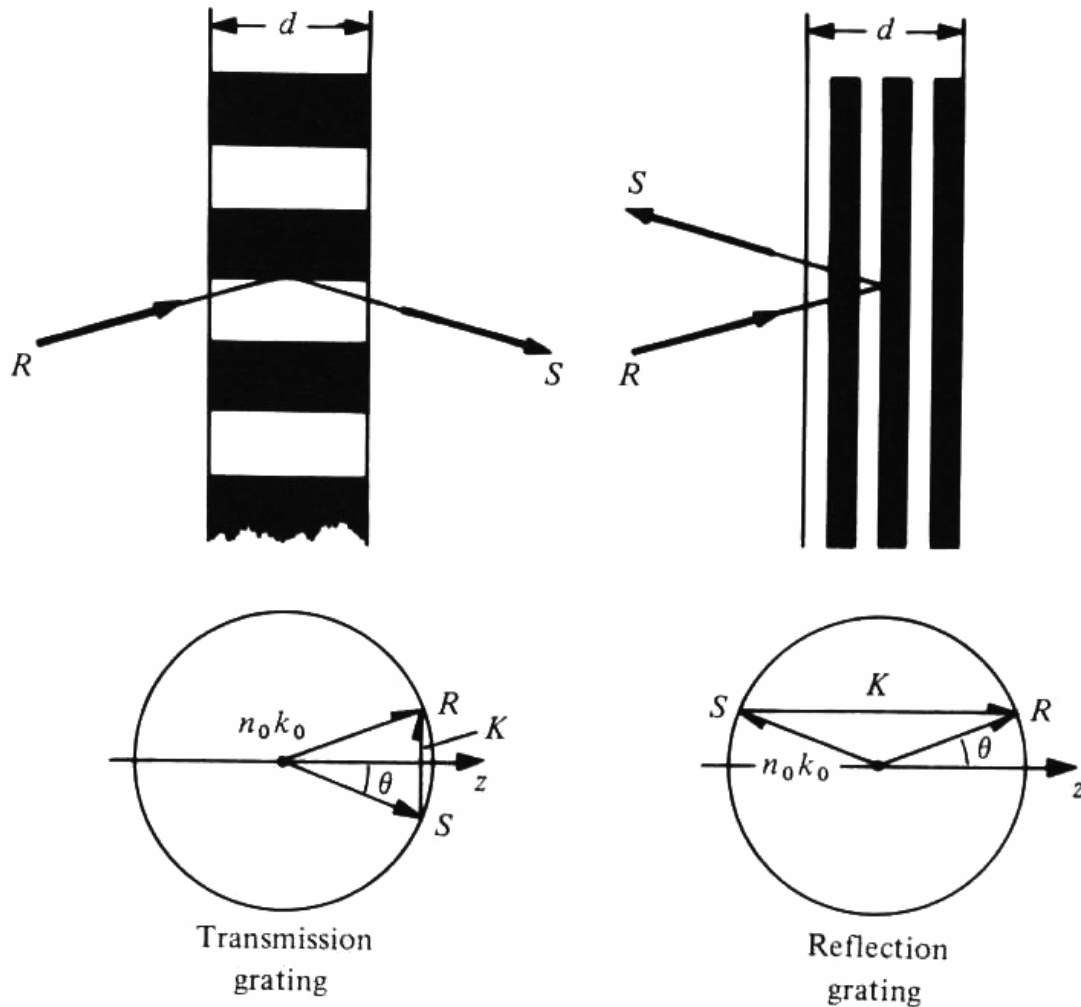 d
d
S
R
S
R
n₀k₀
R
K
z
θ
S
K
S
R
n₀k₀
θ
z
Transmission
grating
Reflection
grating